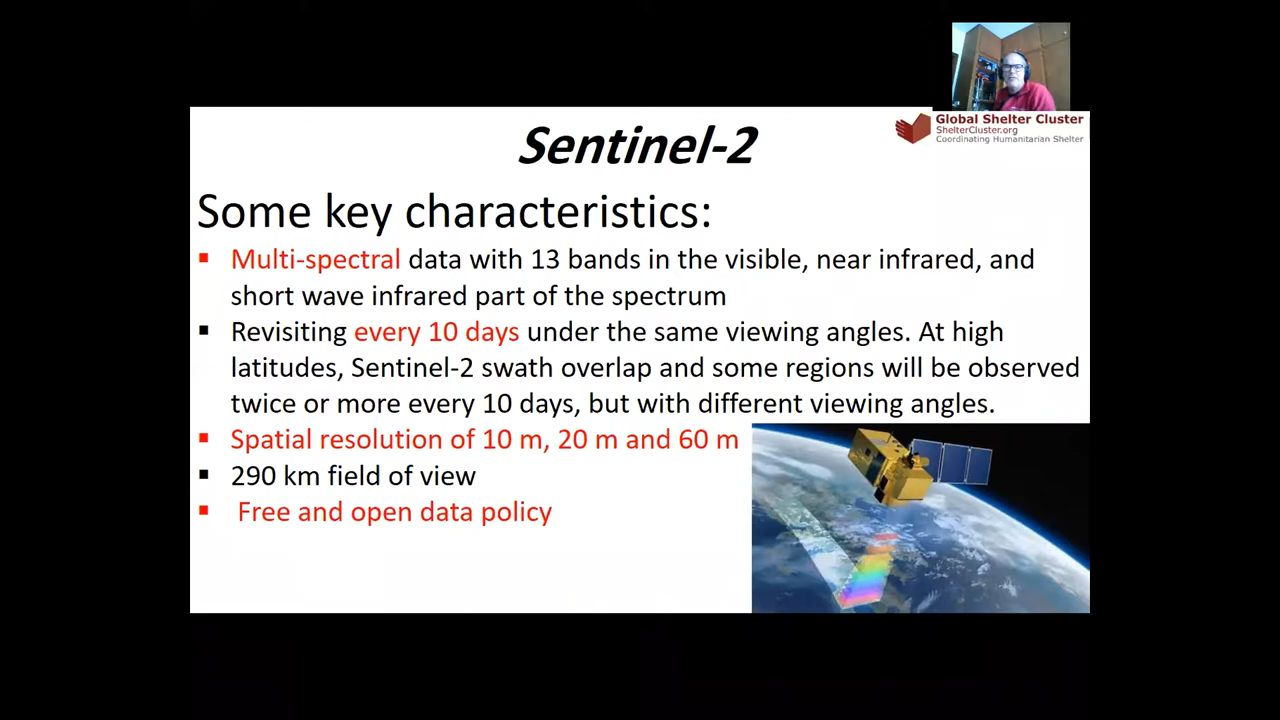 Global Shelter Cluster
ShelterCluster.org
Coordinating Humanitarian Shelter
Sentinel-2
Some key characteristics:
▪ Multi-spectral data with 13 bands in the visible, near infrared, and
short wave infrared part of the spectrum
▪ Revisiting every 10 days under the same viewing angles. At high
latitudes, Sentinel-2 swath overlap and some regions will be observed
twice or more every 10 days, but with different viewing angles.
▪ Spatial resolution of 10 m, 20 m and 60 m
▪ 290 km field of view
▪ Free and open data policy